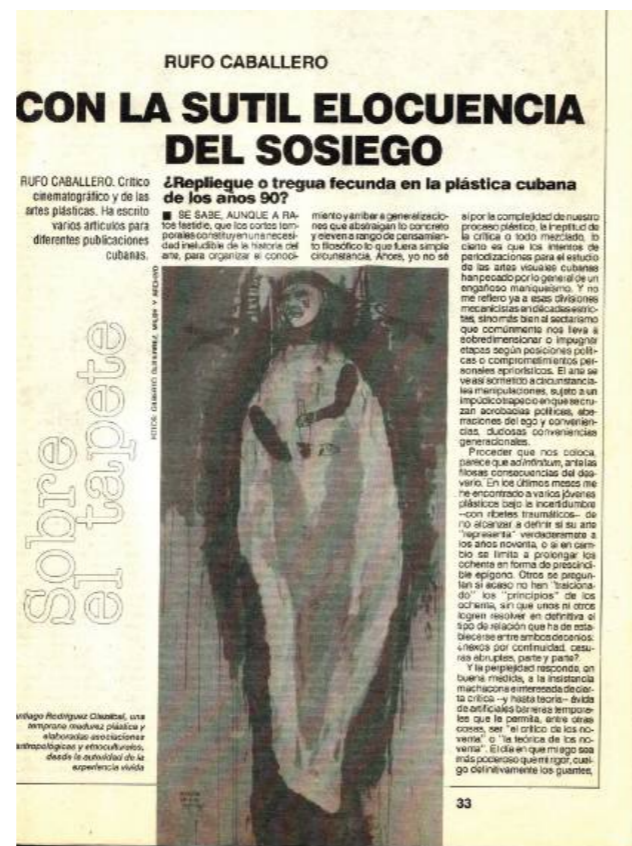 RUFO CABALLERO
CON LA SUTIL ELOCUENCIA
DEL SOSIEGO
RUFO CABALLERO. Crítico
cinematográfico y de las
artes plásticas. Ha escrito
varios artículos para
diferentes publicaciones
cubanas.
¿Repliegue o tregua fecunda en la plástica cubana
de los años 90?
SE SABE, AUNQUE A RA-
tos fastidie, que los cortes tem-
porales constituyen una necesi-
dad ineludible de la historia del
arte, para organizar el conoci-
miento y arribar a generalizacio-
nes que abstraigan lo concreto
y eleven a rango de pensamien-
to filosófico lo que fuera simple
circunstancia. Ahora, yo no sé
si por la complejidad de nuestro
proceso plástico, la ineptitud de
la crítica o todo mezclado, lo
cierto es que los intentos de
periodizaciones para el estudio
de las artes visuales cubanas
han pecado por lo general de un
engañoso maniqueísmo. Y no
me refiero ya a esas divisiones
mecanicistas en décadas estric-
tas, sino más bien al sectarismo
que comúnmente nos lleva a
sobredimensionar o impugnar
etapas según posiciones políti-
cas o comprometimientos per-
sonales apriorísticos. El arte se
ve así sometido a circunstancia-
les manipulaciones, sujeto a un
impúdico trapecio en que se cru-
zan acrobacias políticas, abe-
rraciones del ego y convenien-
cias, dudosas conveniencias
generacionales.
Proceder que nos coloca,
parece que ad infinitum, ante las
filosas consecuencias del des-
varío. En los últimos meses me
he encontrado a varios jóvenes
plásticos bajo la incertidumbre
--con ribetes traumáticos-- de
no alcanzar a definir si su arte
"representa" verdaderamente a
los años noventa, o si en cam-
bio se limita a prolongar los
ochenta en forma de prescindi-
ble epígono. Otros se pregun-
tan si acaso no han "traiciona-
do" los "principios" de los
ochenta, sin que unos ni otros
logren resolver en definitiva el
tipo de relación que ha de esta-
blecerse entre ambos decenios:
¿nexos por continuidad, cesu-
ras abruptas, parte y parte?
Y la perplejidad responde, en
buena medida, a la insistencia
machacona e interesada de cier-
ta crítica --y hasta teoría-- ávida
de artificiales barreras tempora-
les que le permita, entre otras
cosas, ser "el crítico de los no-
venta" o "la teórica de los no-
venta". El día en que mi ego sea
más poderoso que mi rigor, cuel-
go definitivamente los guantes,
FOTOS: GILBERTO GUTIERREZ, MILBY Y ARCHIVO
Sobre
el tapete
ntiago Rodríguez Olazábal, una
temprana madurez plástica y
elaboradas asociaciones
antropológicas y etnoculturales,
desde la autoridad de la
experiencia vivida
33